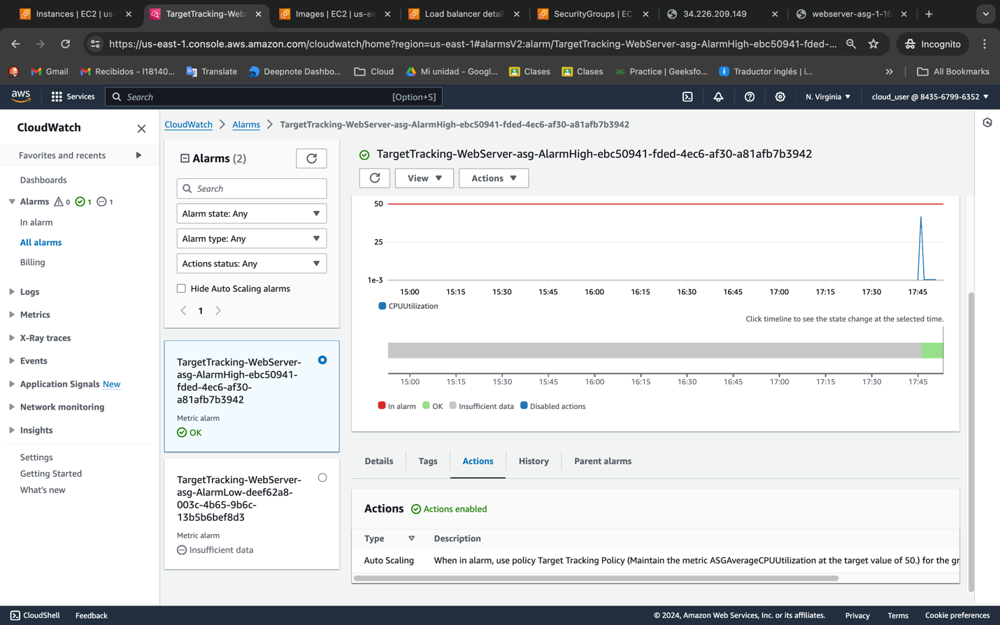 Instances | EC2 | us-
TargetTracking-Web
Images | EC2 | us-ea
Load balancer detail
SecurityGroups | EC
34.226.209.149
webserver-asg-1-16
https://us-east-1.console.aws.amazon.com/cloudwatch/home?region=us-east-1#alarmsV2:alarm/TargetTracking-WebServer-asg-AlarmHigh-ebc50941-fded-...
Incognito
Gmail
Recibidos - l18140...
Translate
Deepnote Dashbo...
Cloud
Mi unidad - Googl...
Clases
Clases
Practice | Geeksfo...
Traductor inglés | i...
All Bookmarks
aws
Services
Search
[Option+S]
N. Virginia
cloud_user @ 8435-6799-6352
CloudWatch
Favorites and recents
Dashboards
Alarms 0 1 1
In alarm
All alarms
Billing
Logs
Metrics
X-Ray traces
Events
Application Signals New
Network monitoring
Insights
Settings
Getting Started
What's new
CloudWatch > Alarms > TargetTracking-WebServer-asg-AlarmHigh-ebc50941-fded-4ec6-af30-a81afb7b3942
Alarms (2)
Search
Alarm state: Any
Alarm type: Any
Actions status: Any
Hide Auto Scaling alarms
1
TargetTracking-WebServer-
asg-AlarmHigh-ebc50941-
fded-4ec6-af30-
a81afb7b3942
Metric alarm
OK
TargetTracking-WebServer-
asg-AlarmLow-deef62a8-
003c-4b65-9b6c-
13b5b6bef8d3
Metric alarm
Insufficient data
TargetTracking-WebServer-asg-AlarmHigh-ebc50941-fded-4ec6-af30-a81afb7b3942
View
Actions
50
25
1e-3
15:00 15:15 15:30 15:45 16:00 16:15 16:30 16:45 17:00 17:15 17:30 17:45
CPUUtilization
Click timeline to see the state change at the selected time.
15:00 15:15 15:30 15:45 16:00 16:15 16:30 16:45 17:00 17:15 17:30 17:45
In alarm OK Insufficient data Disabled actions
Details
Tags
Actions
History
Parent alarms
Actions Actions enabled
Type Description
Auto Scaling When in alarm, use policy Target Tracking Policy (Maintain the metric ASGAverageCPUUtilization at the target value of 50.) for the gr
CloudShell
Feedback
© 2024, Amazon Web Services, Inc. or its affiliates.
Privacy
Terms
Cookie preferences